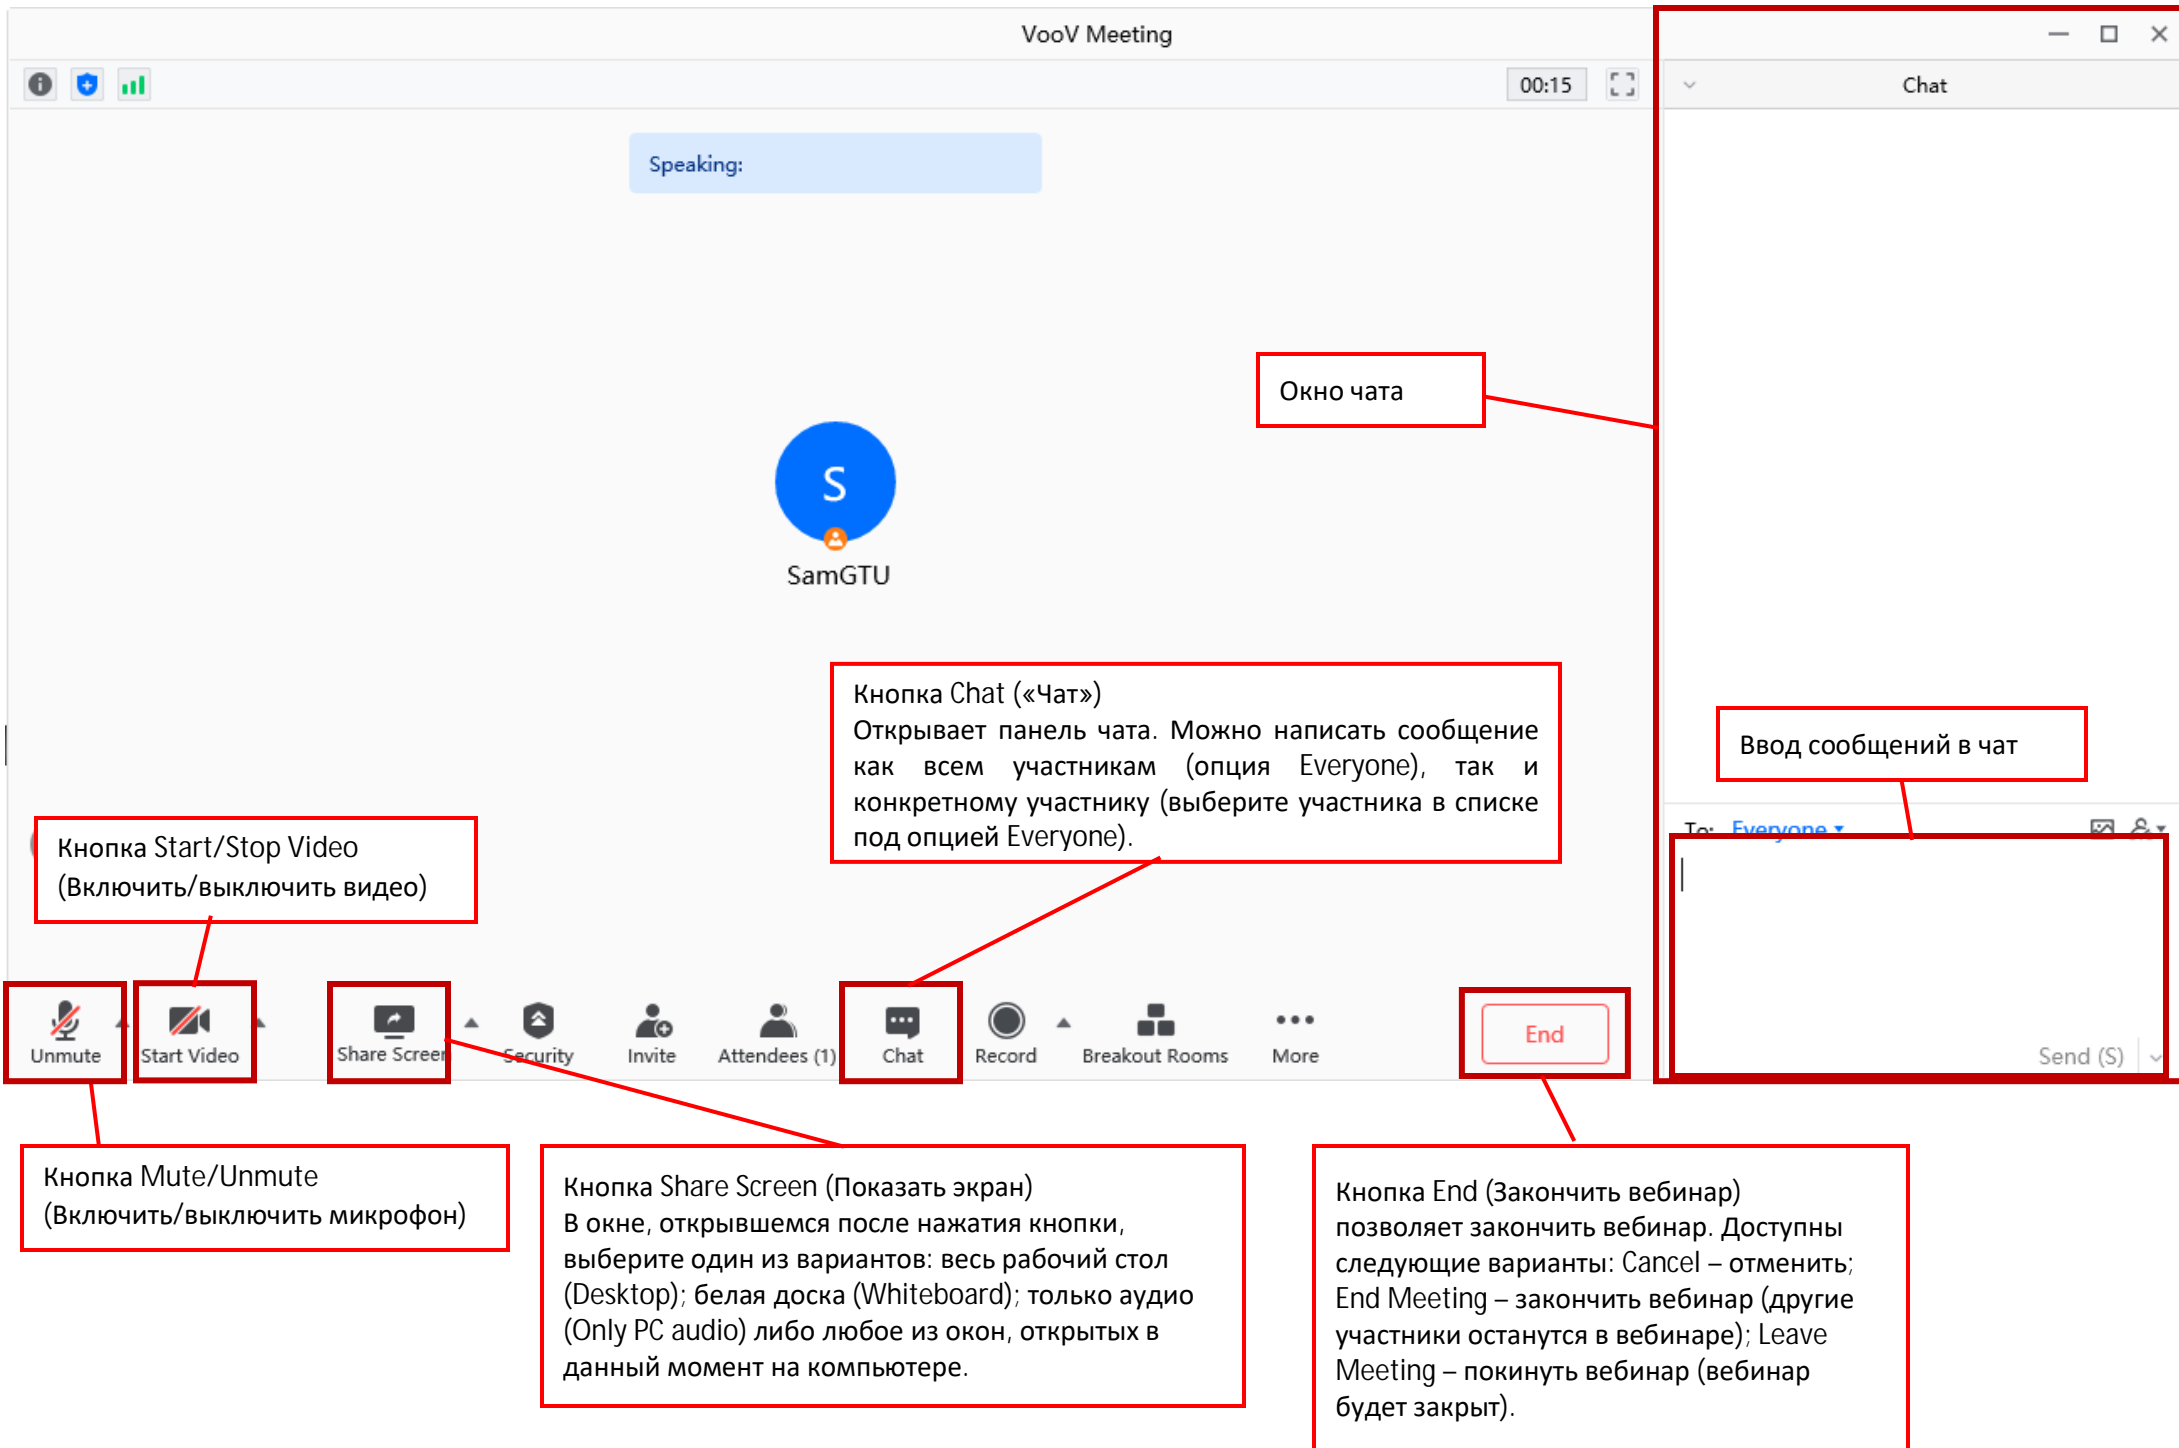 VooV Meeting
00:15
Chat
Speaking:
Окно чата
S
SamGTU
Кнопка Chat («Чат»)
Открывает панель чата. Можно написать сообщение
как всем участникам (опция Everyone), так и
конкретному участнику (выберите участника в списке
под опцией Everyone).
Ввод сообщений в чат
To: Everyone
Кнопка Start/Stop Video
(Включить/выключить видео)
Unmute
Start Video
Share Screen
Security
Invite
Attendees (1)
Chat
Record
Breakout Rooms
More
End
Send (S)
Кнопка Mute/Unmute
(Включить/выключить микрофон)
Кнопка Share Screen (Показать экран)
В окне, открывшемся после нажатия кнопки,
выберите один из вариантов: весь рабочий стол
(Desktop); белая доска (Whiteboard); только аудио
(Only PC audio) либо любое из окон, открытых в
данный момент на компьютере.
Кнопка End (Закончить вебинар)
позволяет закончить вебинар. Доступны
следующие варианты: Cancel – отменить;
End Meeting – закончить вебинар (другие
участники останутся в вебинаре); Leave
Meeting – покинуть вебинар (вебинар
будет закрыт).